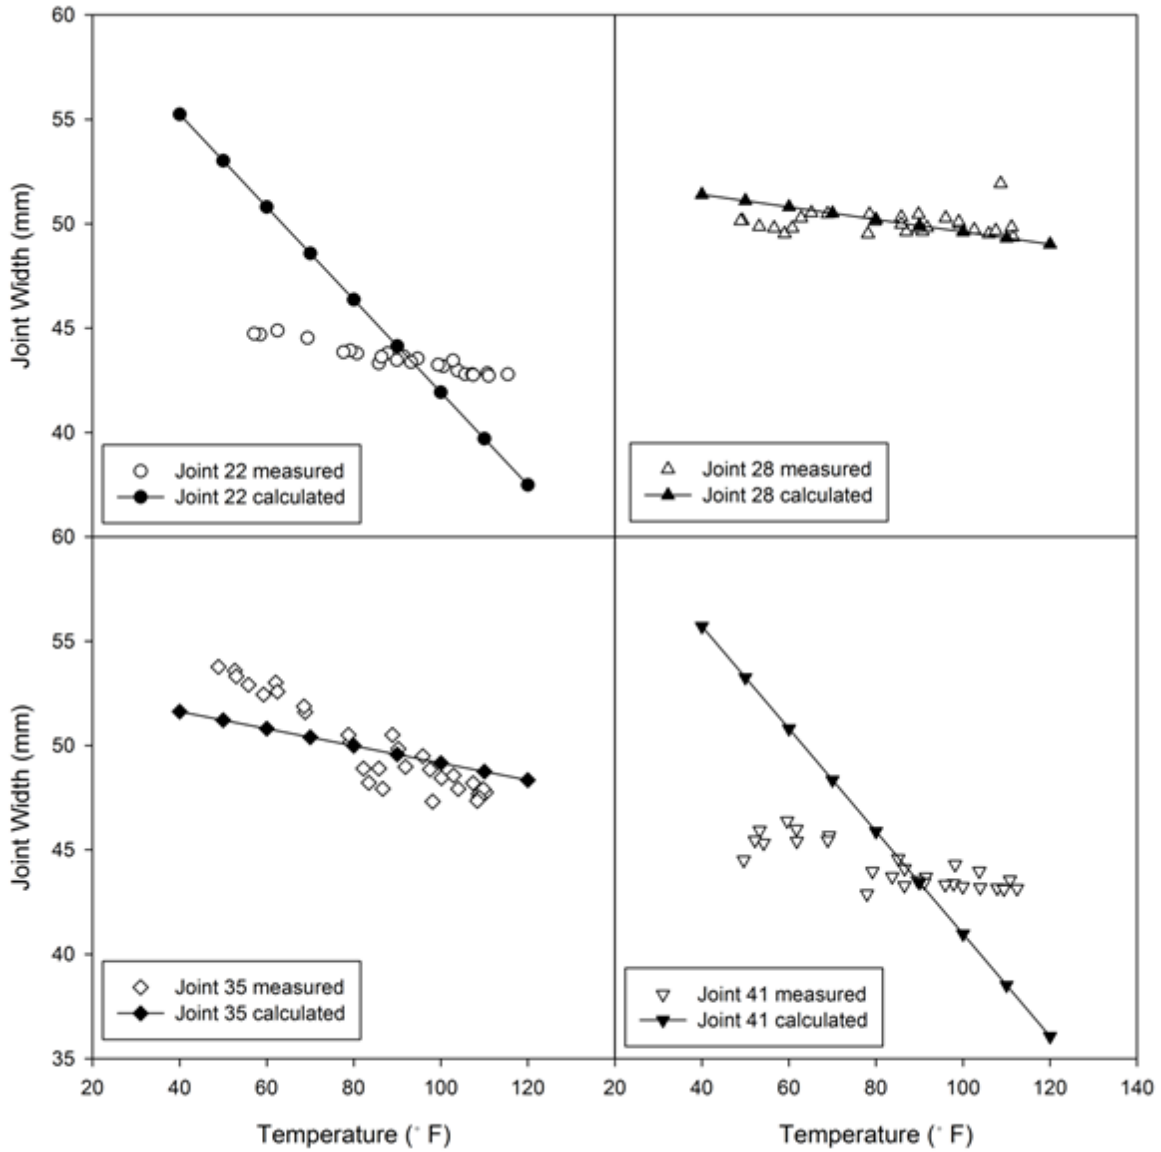 60
55
50
45
40
Joint Width (mm)
Joint 22 measured
Joint 22 calculated
Joint 28 measured
Joint 28 calculated
60
55
50
45
40
35
Joint Width (mm)
Joint 35 measured
Joint 35 calculated
Joint 41 measured
Joint 41 calculated
20 40 60 80 100 120 20 40 60 80 100 120 140
Temperature (° F) Temperature (° F)